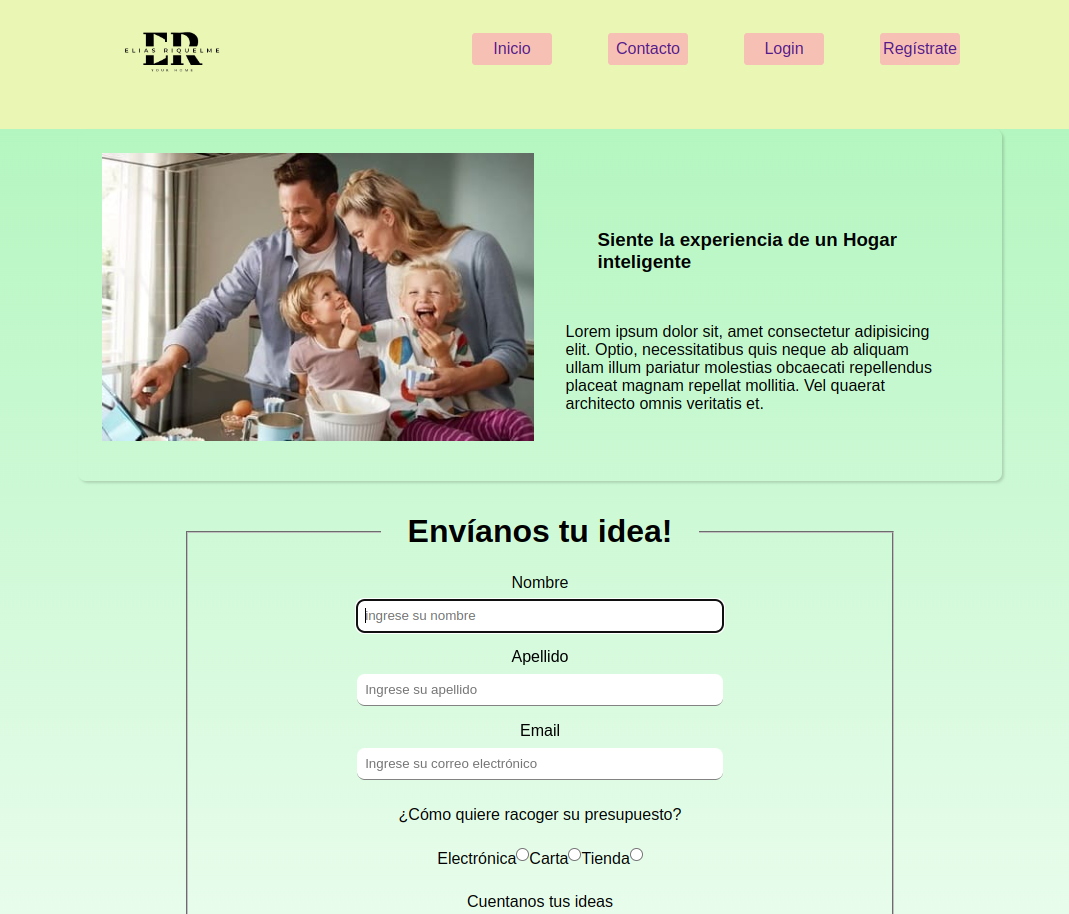 ER
ELIAS RIQUELME
YOUR HOME
Inicio
Contacto
Login
Regístrate
Siente la experiencia de un Hogar
inteligente
Lorem ipsum dolor sit, amet consectetur adipisicing
elit. Optio, necessitatibus quis neque ab aliquam
ullam illum pariatur molestias obcaecati repellendus
placeat magnam repellat mollitia. Vel quaerat
architecto omnis veritatis et.
Envíanos tu idea!
Nombre
ingrese su nombre
Apellido
Ingrese su apellido
Email
Ingrese su correo electrónico
¿Cómo quiere racoger su presupuesto?
Electrónica Carta Tienda
Cuentanos tus ideas